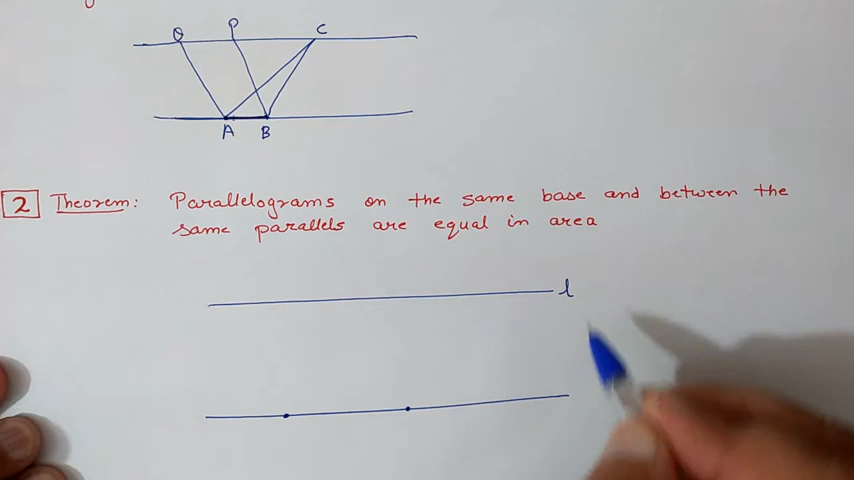 Q P C
A B
2 Theorem: Parallelograms on the same base and between the
same parallels are equal in area
l